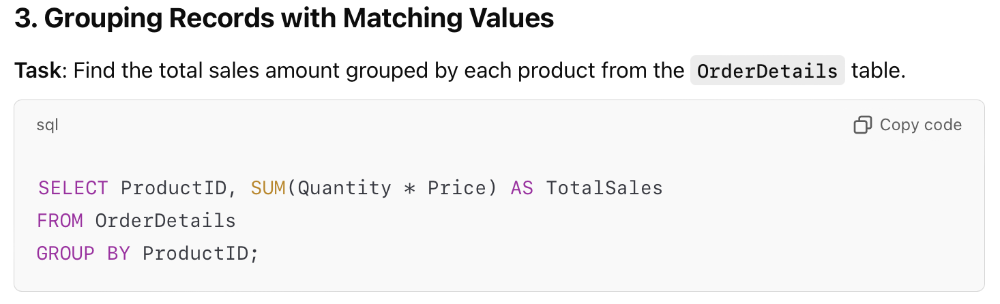 3. Grouping Records with Matching Values
Task: Find the total sales amount grouped by each product from the OrderDetails table.
sql
Copy code
SELECT ProductID, SUM(Quantity * Price) AS TotalSales
FROM OrderDetails
GROUP BY ProductID;